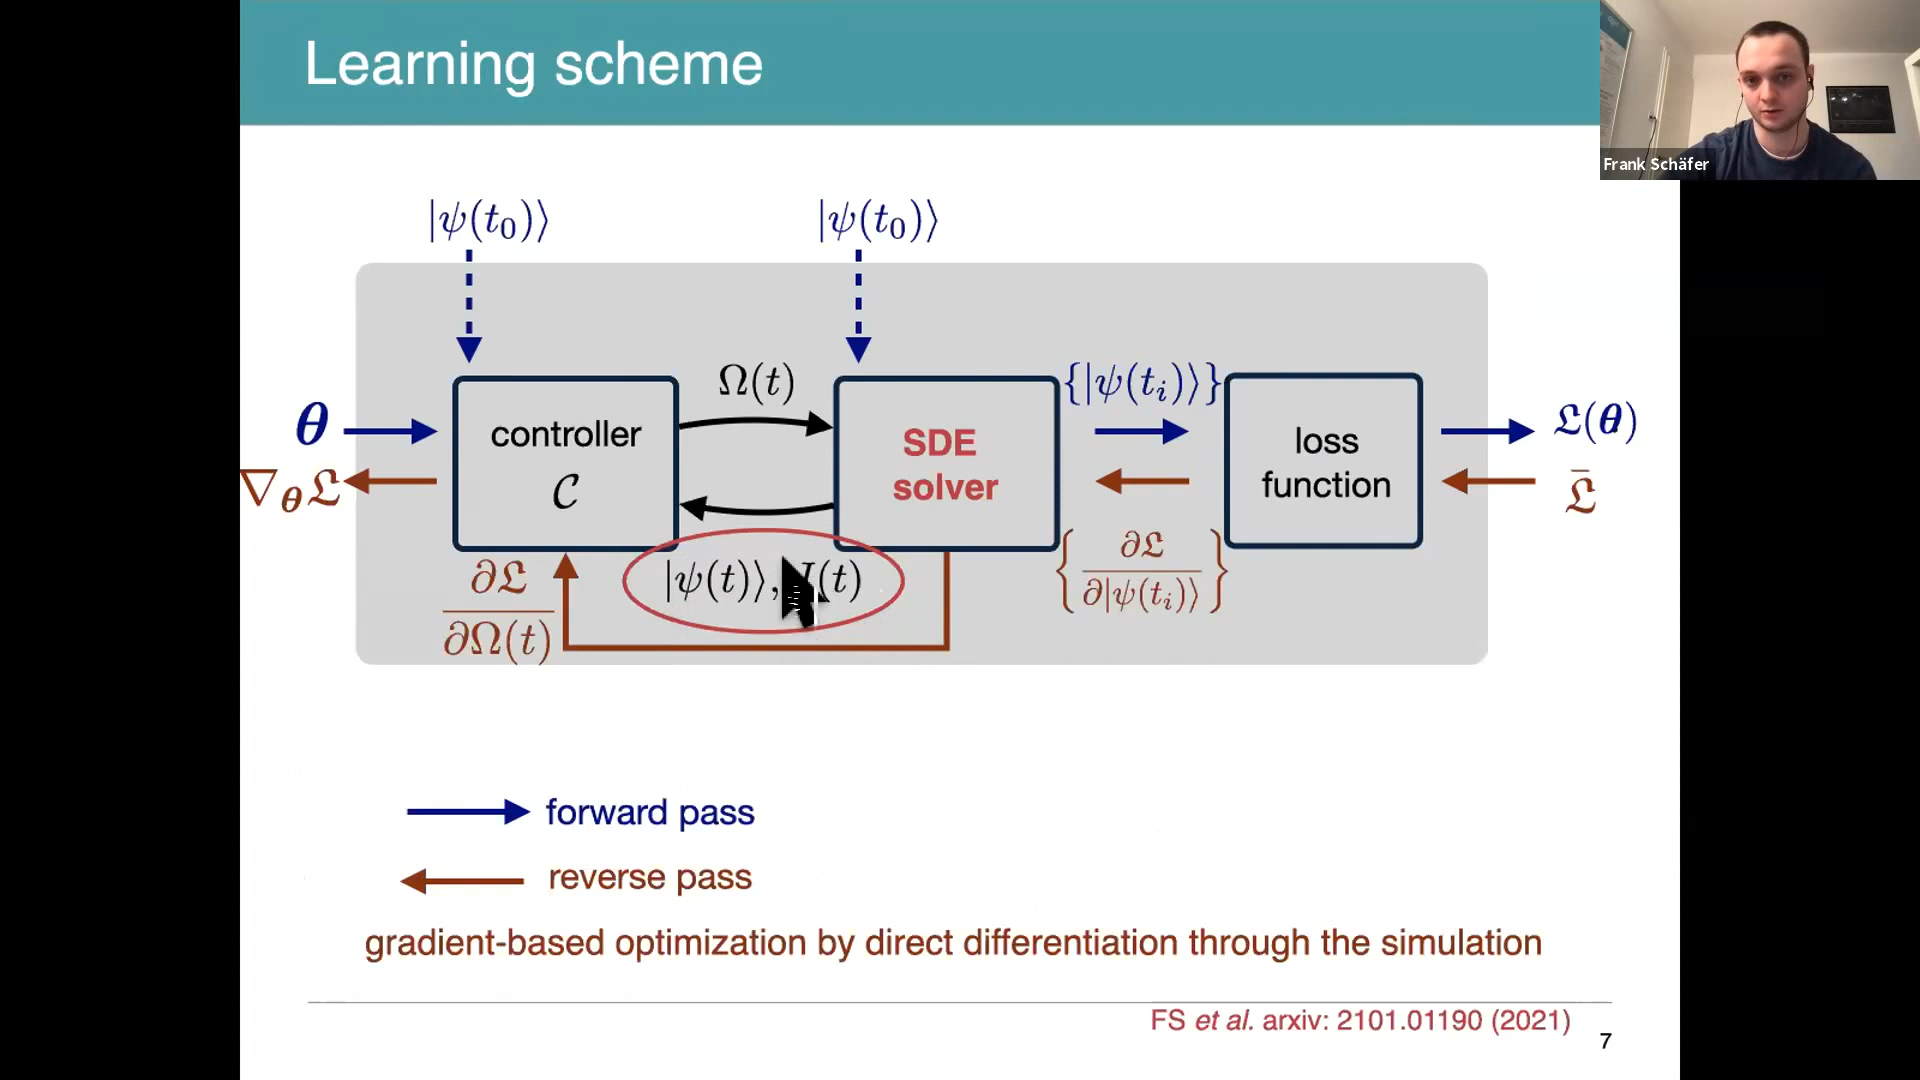 Learning scheme
Frank Schäfer
|ψ(t₀)⟩
|ψ(t₀)⟩
θ
∇_θ 𝔏
controller
𝒞
Ω(t)
|ψ(t)⟩, J(t)
SDE
solver
{|ψ(tᵢ)⟩}
{∂𝔏 / ∂|ψ(tᵢ)⟩}
loss
function
𝔏(θ)
𝔏̄
∂𝔏 / ∂Ω(t)
forward pass
reverse pass
gradient-based optimization by direct differentiation through the simulation
FS et al. arxiv: 2101.01190 (2021)
7